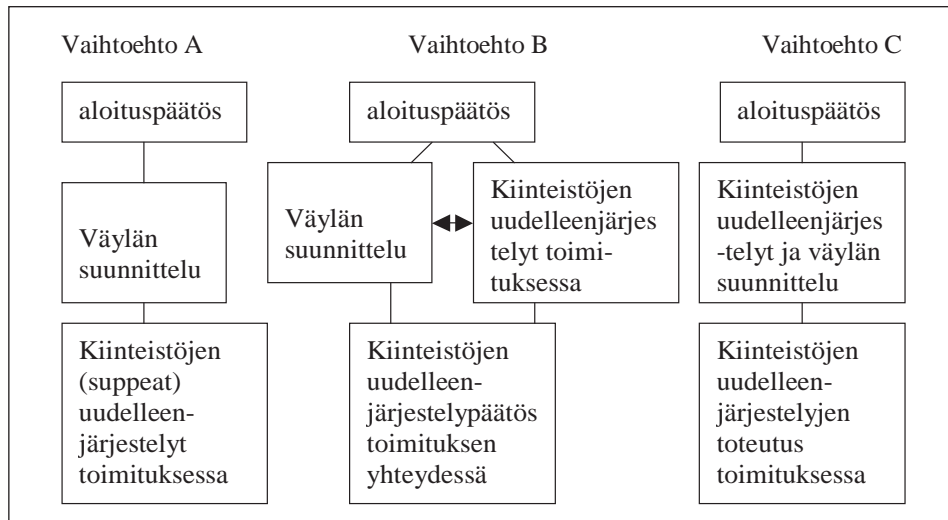 Vaihtoehto A
aloituspäätös
Väylän
suunnittelu
Kiinteistöjen
(suppeat)
uudelleen-
järjestelyt
toimituksessa
Vaihtoehto B
aloituspäätös
Väylän
suunnittelu
Kiinteistöjen
uudelleenjärjes
telyt toimi-
tuksessa
Kiinteistöjen
uudelleen-
järjestelypäätös
toimituksen
yhteydessä
Vaihtoehto C
aloituspäätös
Kiinteistöjen
uudelleenjärjes
-telyt ja väylän
suunnittelu
Kiinteistöjen
uudelleen-
järjestelyjen
toteutus
toimituksessa